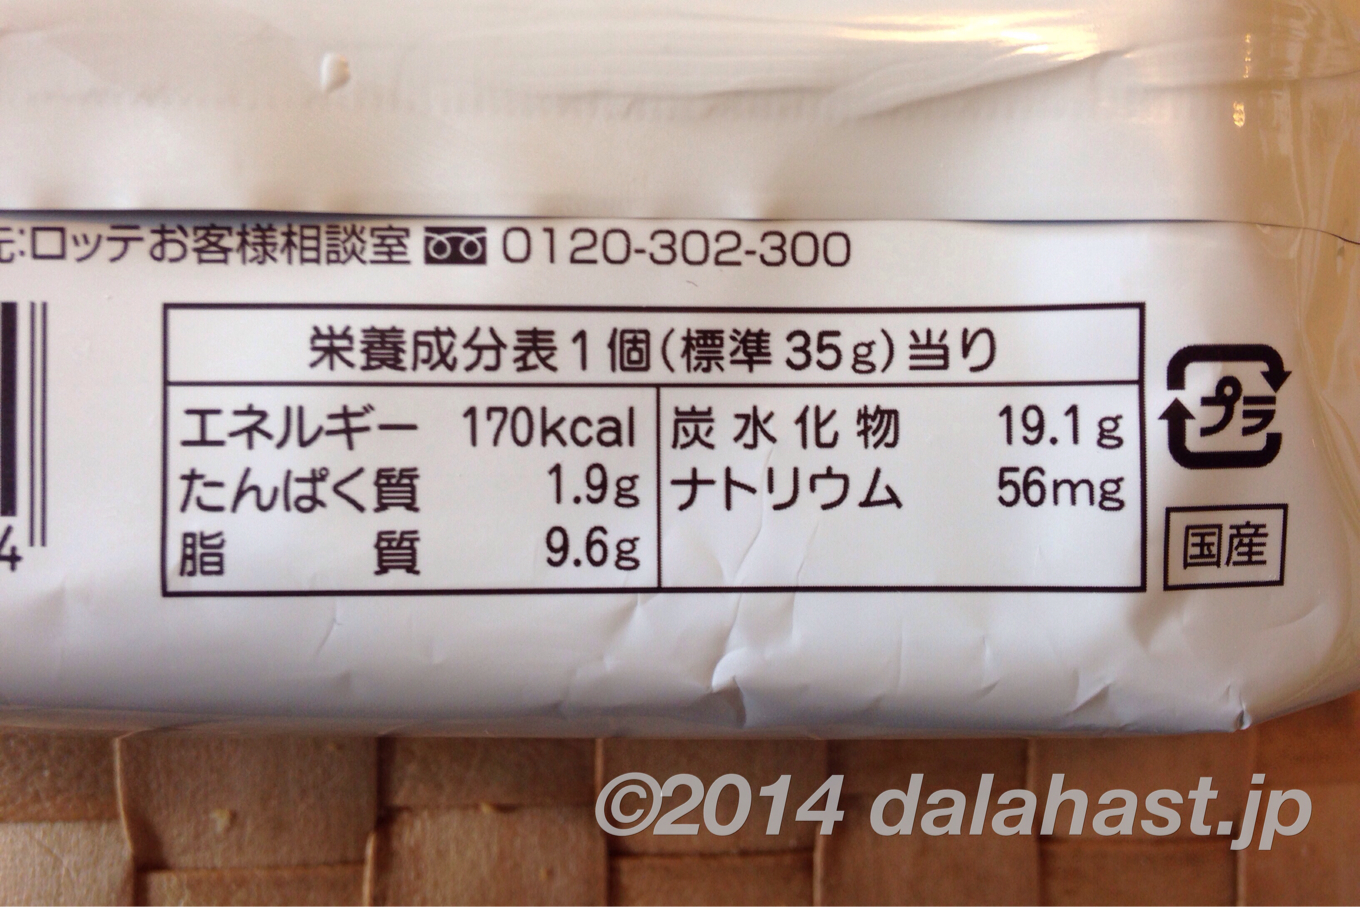 元:ロッテお客様相談室 0120-302-300
栄養成分表1個(標準35g)当り
エネルギー 170kcal 炭水化物 19.1g
たんぱく質 1.9g ナトリウム 56mg
脂質 9.6g
プラ
国産
4
©2014 dalahast.jp